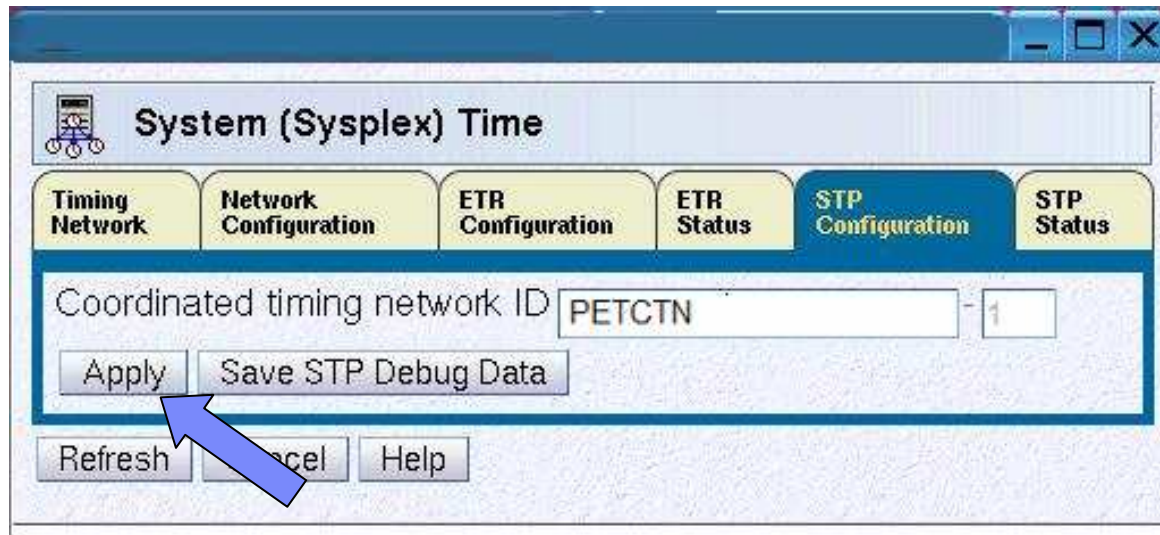 System (Sysplex) Time
Timing Network
Network Configuration
ETR Configuration
ETR Status
STP Configuration
STP Status
Coordinated timing network ID PETCTN - 1
Apply Save STP Debug Data
Refresh Cancel Help